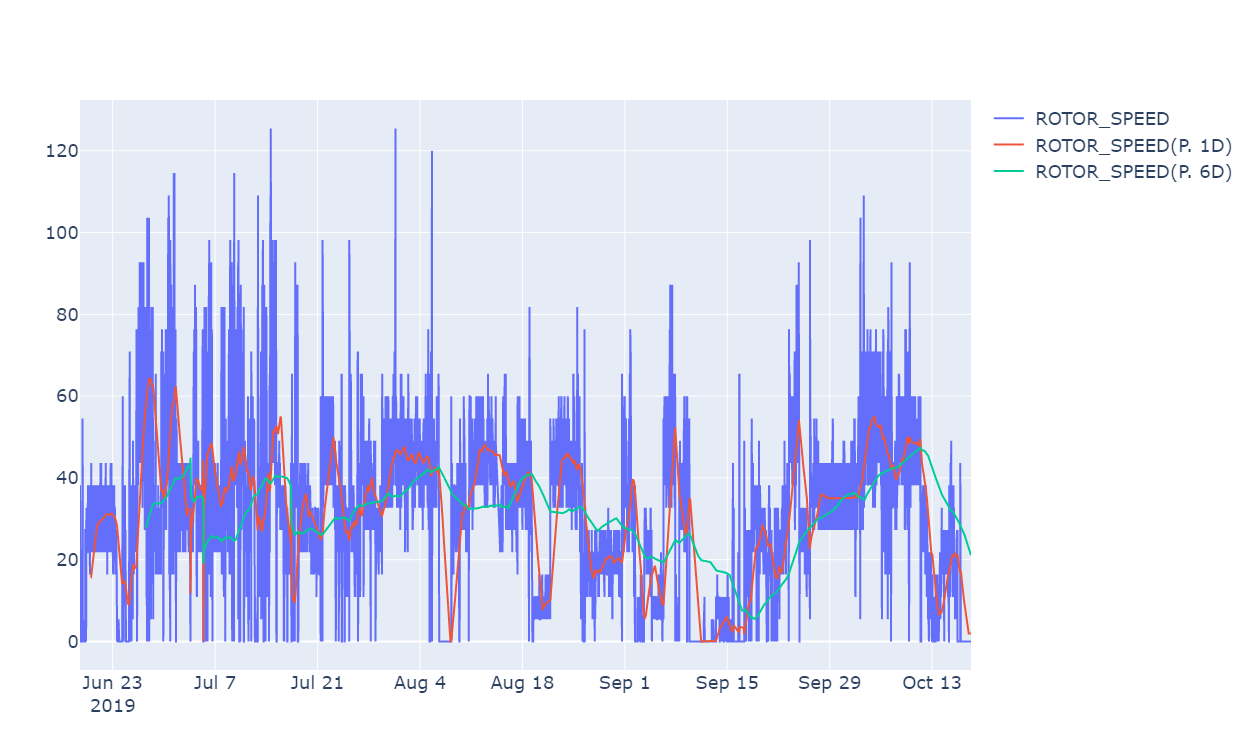 ROTOR_SPEED
ROTOR_SPEED(P. 1D)
ROTOR_SPEED(P. 6D)
120
100
80
60
40
20
0
Jun 23 Jul 7 Jul 21 Aug 4 Aug 18 Sep 1 Sep 15 Sep 29 Oct 13
2019